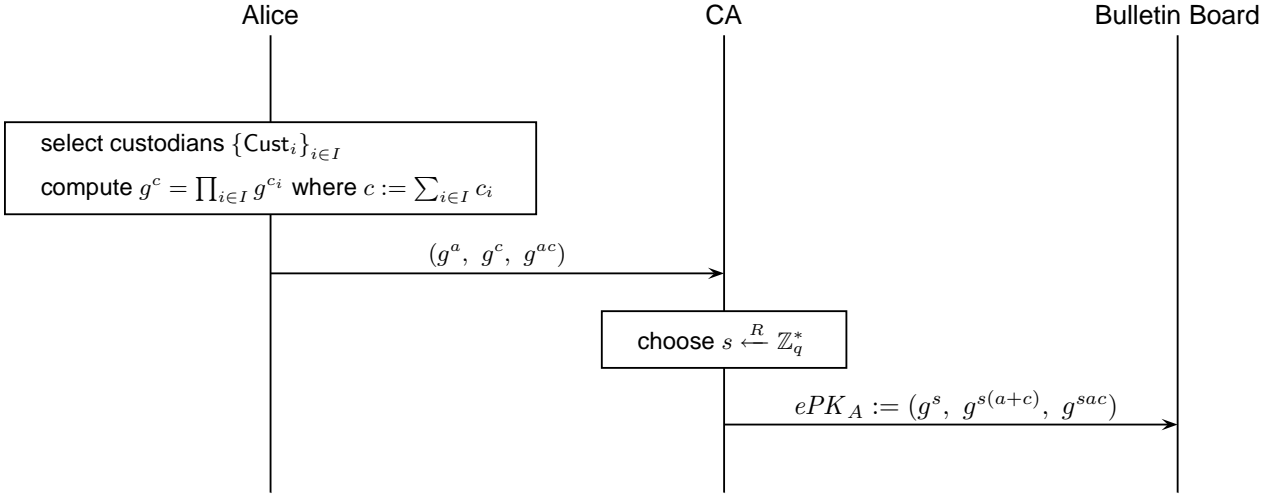 Alice CA Bulletin Board
select custodians {Cust_i}_{i∈I}
compute g^c = ∏_{i∈I} g^{c_i} where c := ∑_{i∈I} c_i
(g^a, g^c, g^{ac})
choose s ←^R ℤ_q^*
ePK_A := (g^s, g^{s(a+c)}, g^{sac})